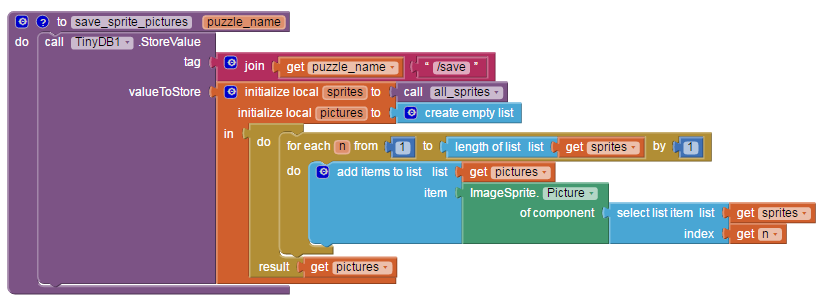 to save_sprite_pictures puzzle_name
do call TinyDB1 .StoreValue
tag join get puzzle_name “ /save ”
valueToStore initialize local sprites to call all_sprites
initialize local pictures to create empty list
in do for each n from 1 to length of list list get sprites by 1
do add items to list list get pictures
item ImageSprite. Picture
of component select list item list get sprites
index get n
result get pictures